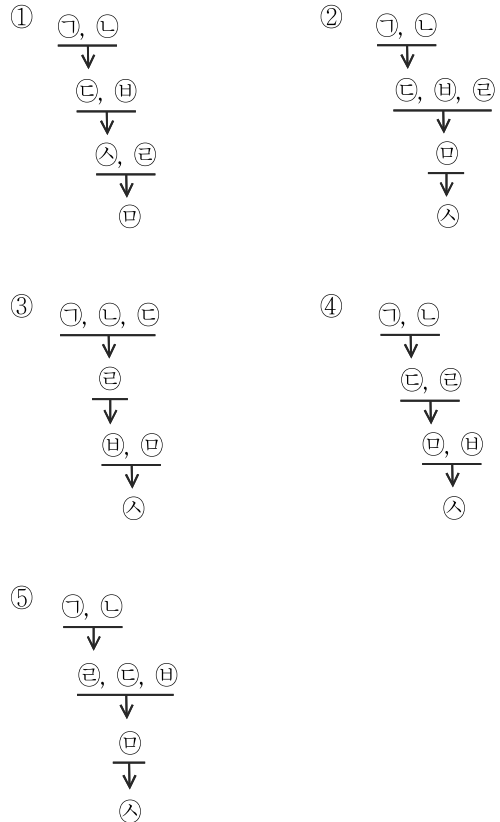 ① ㉠, ㉡
㉢, ㉥
㉦, ㉣
㉤
② ㉠, ㉡
㉢, ㉥, ㉣
㉤
㉦
③ ㉠, ㉡, ㉢
㉣
㉥, ㉤
㉦
④ ㉠, ㉡
㉢, ㉣
㉤, ㉥
㉦
⑤ ㉠, ㉡
㉣, ㉢, ㉥
㉤
㉦